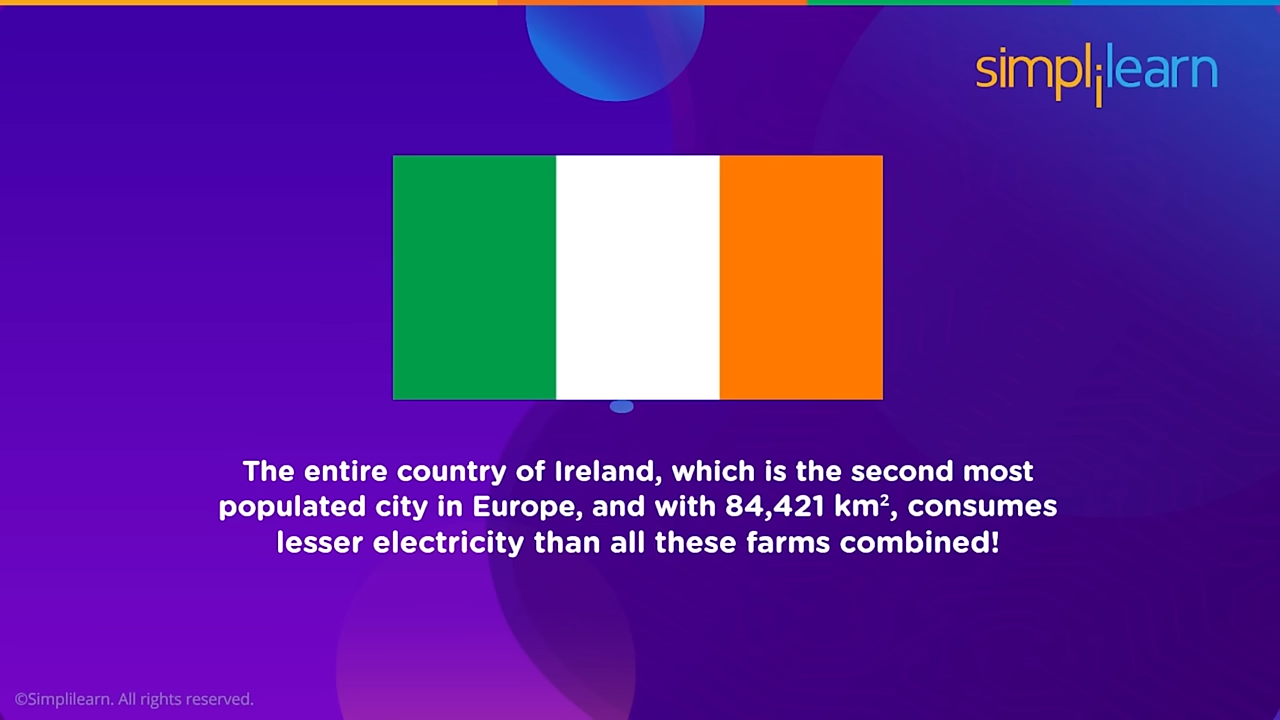 simplilearn
The entire country of Ireland, which is the second most
populated city in Europe, and with 84,421 km², consumes
lesser electricity than all these farms combined!
©Simplilearn. All rights reserved.